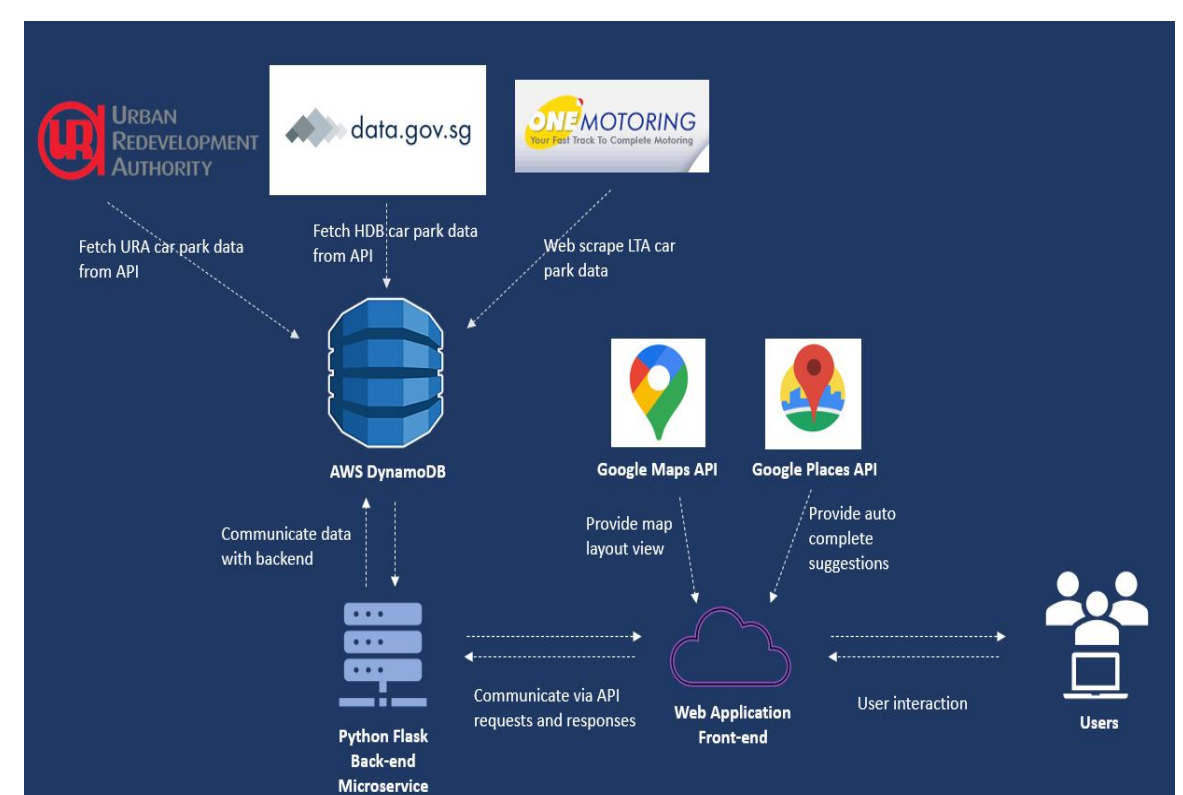 URBAN
REDEVELOPMENT
AUTHORITY
data.gov.sg
ONE MOTORING
Your Fast Track To Complete Motoring
Fetch URA car park data
from API
Fetch HDB car park data
from API
Web scrape LTA car
park data
AWS DynamoDB
Google Maps API
Google Places API
Communicate data
with backend
Provide map
layout view
Provide auto
complete
suggestions
Communicate via API
requests and responses
User interaction
Python Flask
Back-end
Microservice
Web Application
Front-end
Users